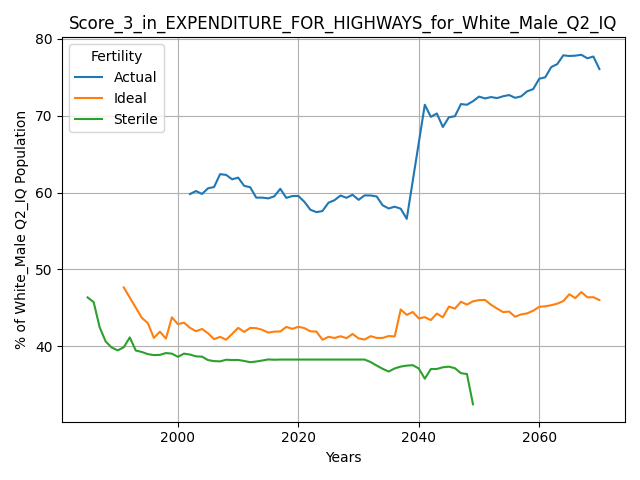 Score_3_in_EXPENDITURE_FOR_HIGHWAYS_for_White_Male_Q2_IQ
Fertility
Actual
Ideal
Sterile
80
70
60
50
40
% of White_Male Q2_IQ Population
2000
2020
2040
2060
Years